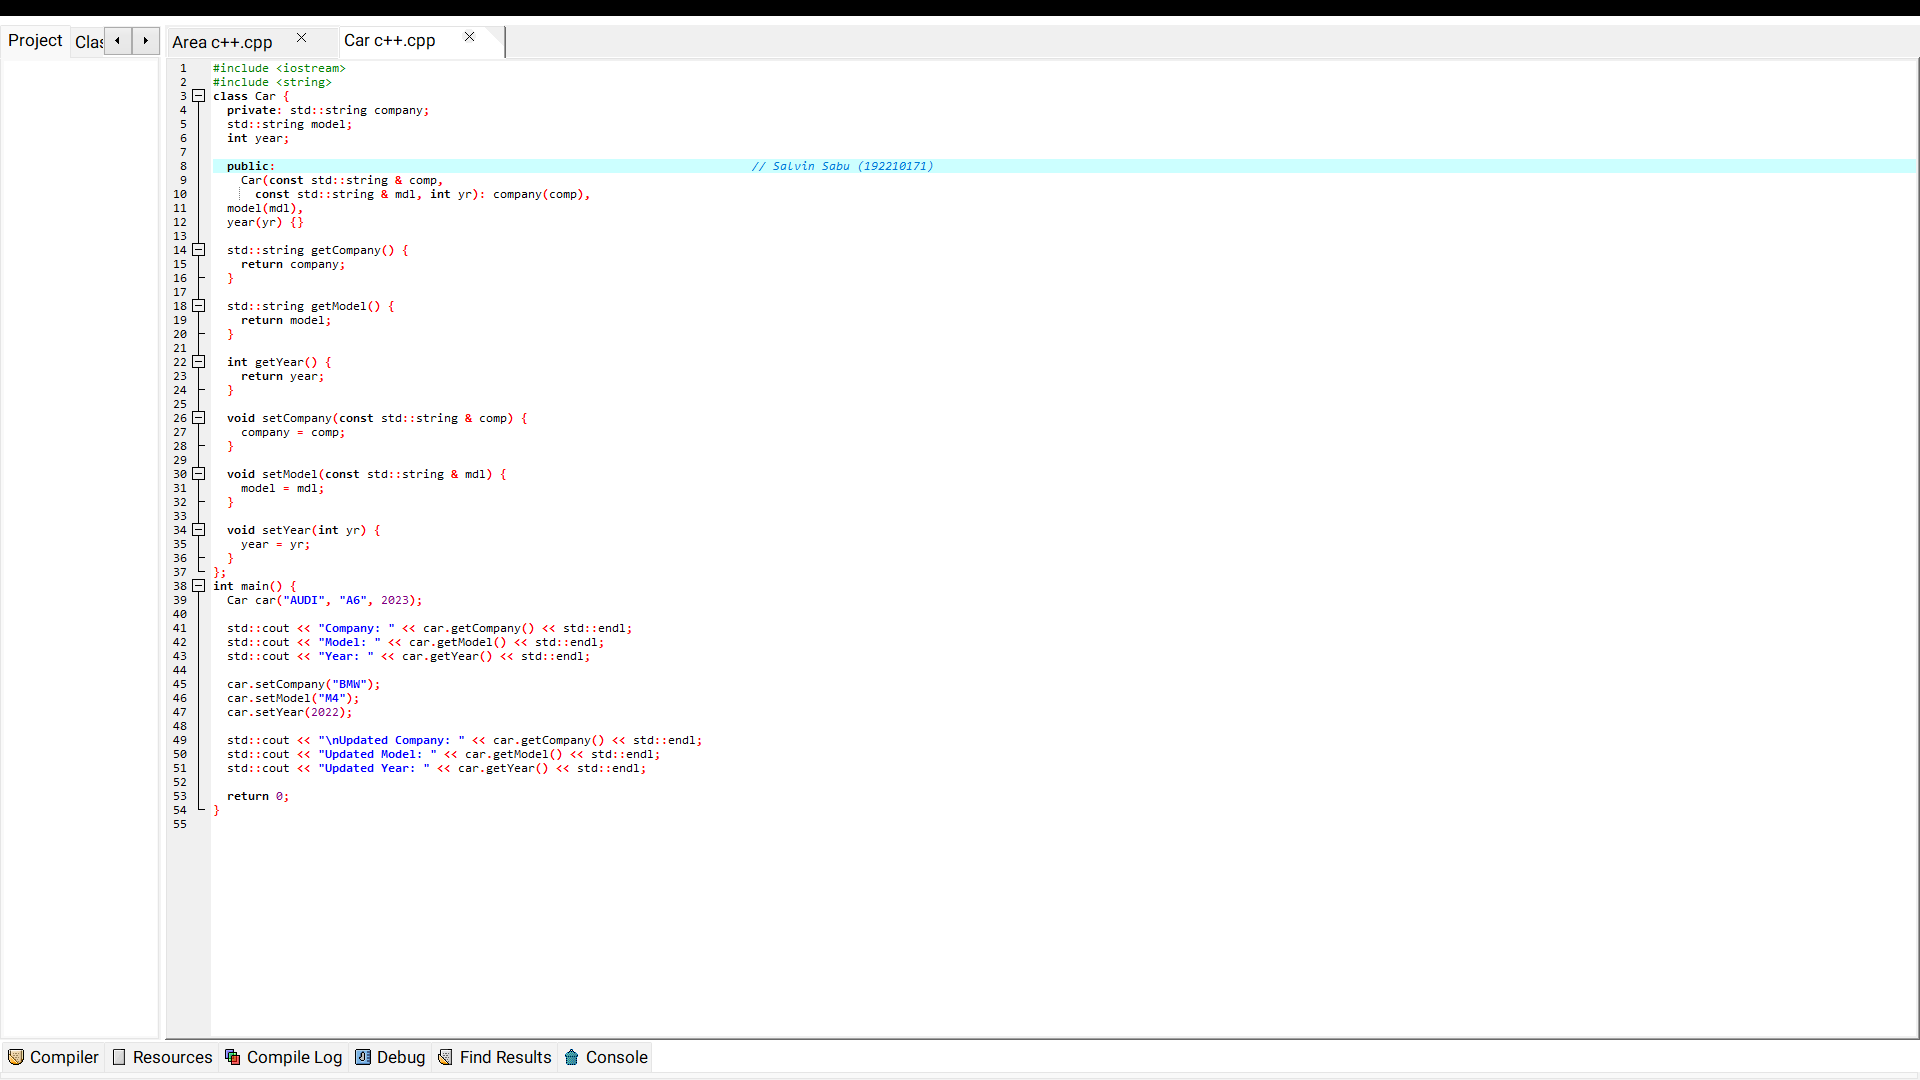 Project Clas Area c++.cpp Car c++.cpp
1 #include <iostream>
2 #include <string>
3 class Car {
4 private: std::string company;
5 std::string model;
6 int year;
7
8 public: // Salvin Sabu (192210171)
9 Car(const std::string & comp,
10 const std::string & mdl, int yr): company(comp),
11 model(mdl),
12 year(yr) {}
13
14 std::string getCompany() {
15 return company;
16 }
17
18 std::string getModel() {
19 return model;
20 }
21
22 int getYear() {
23 return year;
24 }
25
26 void setCompany(const std::string & comp) {
27 company = comp;
28 }
29
30 void setModel(const std::string & mdl) {
31 model = mdl;
32 }
33
34 void setYear(int yr) {
35 year = yr;
36 }
37 };
38 int main() {
39 Car car("AUDI", "A6", 2023);
40
41 std::cout << "Company: " << car.getCompany() << std::endl;
42 std::cout << "Model: " << car.getModel() << std::endl;
43 std::cout << "Year: " << car.getYear() << std::endl;
44
45 car.setCompany("BMW");
46 car.setModel("M4");
47 car.setYear(2022);
48
49 std::cout << "\nUpdated Company: " << car.getCompany() << std::endl;
50 std::cout << "Updated Model: " << car.getModel() << std::endl;
51 std::cout << "Updated Year: " << car.getYear() << std::endl;
52
53 return 0;
54 }
55
Compiler Resources Compile Log Debug Find Results Console